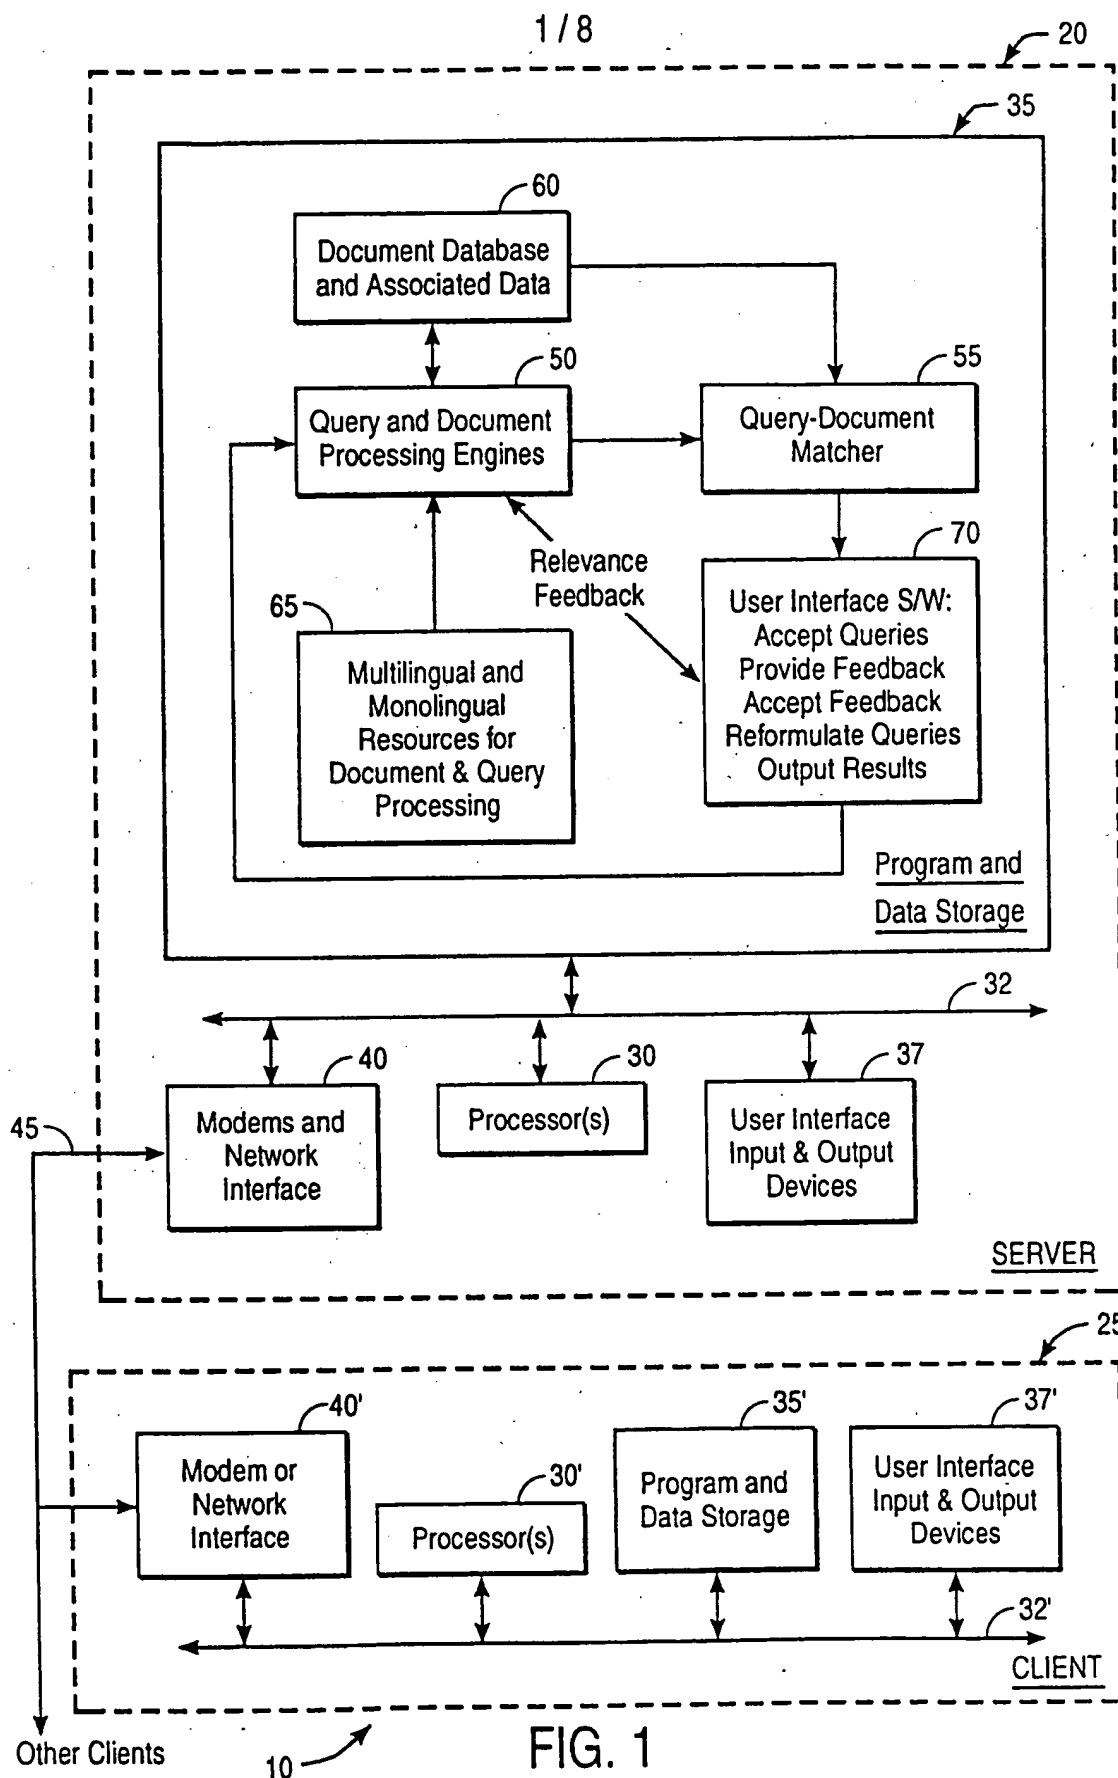 1 / 8
20
35
60
Document Database
and Associated Data
50
Query and Document
Processing Engines
55
Query-Document
Matcher
Relevance
Feedback
70
User Interface S/W:
Accept Queries
Provide Feedback
Accept Feedback
Reformulate Queries
Output Results
65
Multilingual and
Monolingual
Resources for
Document & Query
Processing
Program and
Data Storage
32
40
Modems and
Network
Interface
30
Processor(s)
37
User Interface
Input & Output
Devices
45
SERVER
25
40'
Modem or
Network
Interface
30'
Processor(s)
35'
Program and
Data Storage
37'
User Interface
Input & Output
Devices
32'
CLIENT
Other Clients
10
FIG. 1